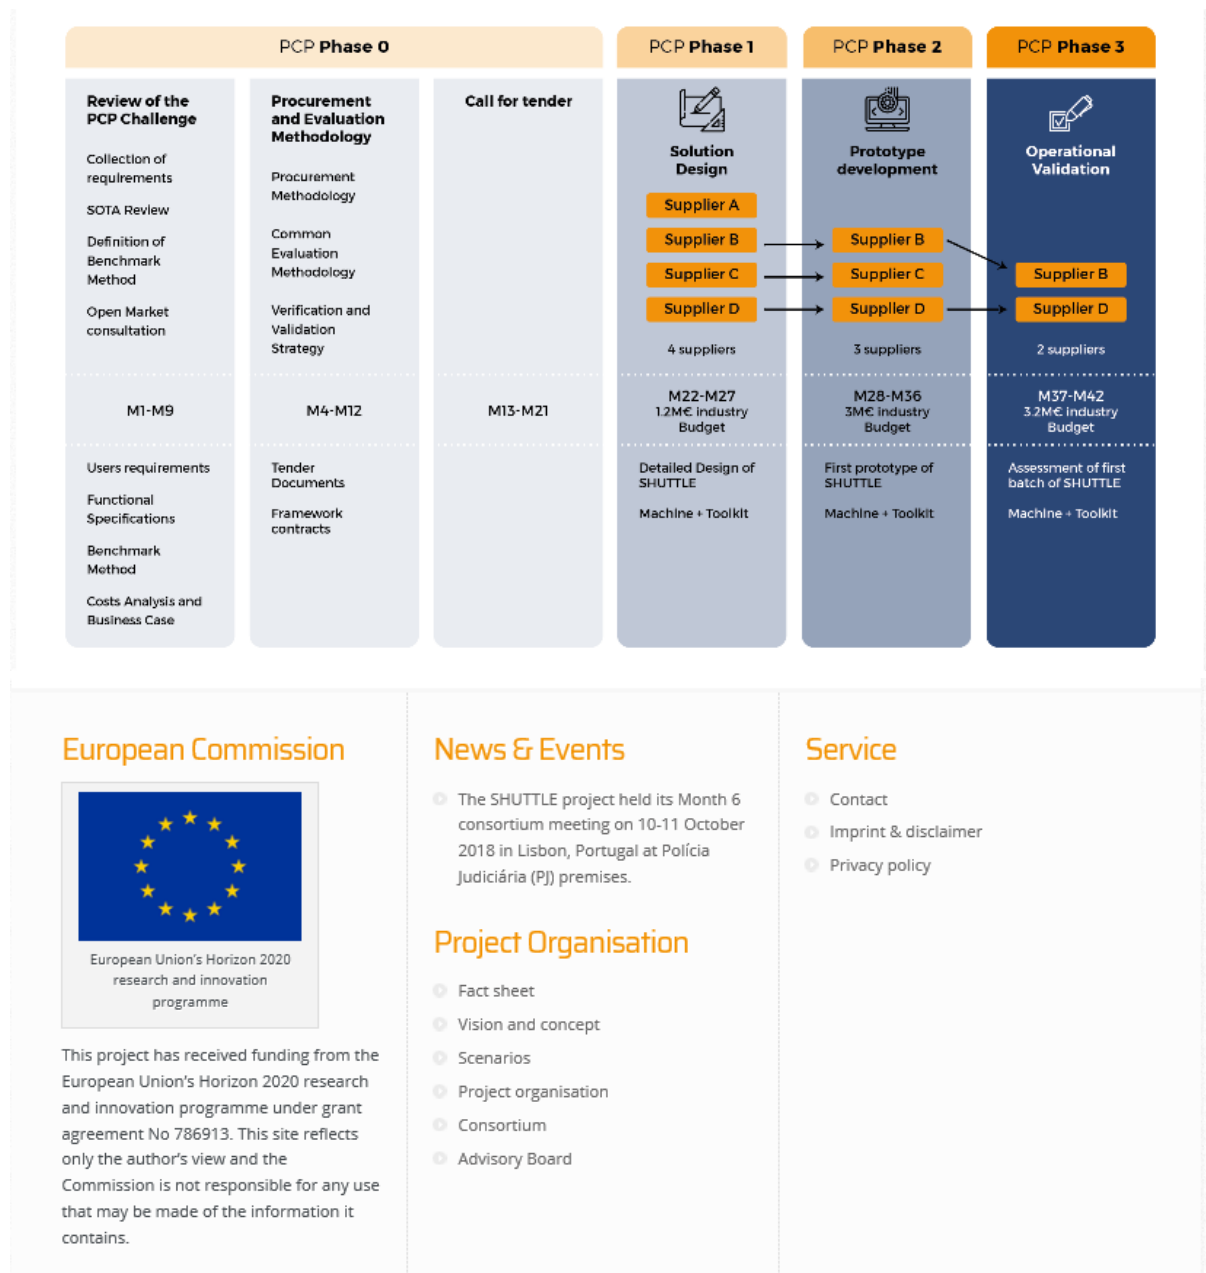 PCP Phase 0
PCP Phase 1
PCP Phase 2
PCP Phase 3
Review of the
PCP Challenge
Collection of
requirements
SOTA Review
Definition of
Benchmark
Method
Open Market
consultation
M1-M9
Users requirements
Functional
Specifications
Benchmark
Method
Costs Analysis and
Business Case
Procurement
and Evaluation
Methodology
Procurement
Methodology
Common
Evaluation
Methodology
Verification and
Validation
Strategy
M4-M12
Tender
Documents
Framework
contracts
Call for tender
M13-M21
Solution
Design
Supplier A
Supplier B
Supplier C
Supplier D
4 suppliers
M22-M27
1.2M€ industry
Budget
Detailed Design of
SHUTTLE
Machine + Toolkit
Prototype
development
Supplier B
Supplier C
Supplier D
3 suppliers
M28-M36
3M€ industry
Budget
First prototype of
SHUTTLE
Machine + Toolkit
Operational
Validation
Supplier B
Supplier D
2 suppliers
M37-M42
3.2M€ industry
Budget
Assessment of first
batch of SHUTTLE
Machine + Toolkit
European Commission
European Union's Horizon 2020
research and innovation
programme
This project has received funding from the
European Union's Horizon 2020 research
and innovation programme under grant
agreement No 786913. This site reflects
only the author's view and the
Commission is not responsible for any use
that may be made of the information it
contains.
News & Events
The SHUTTLE project held its Month 6
consortium meeting on 10-11 October
2018 in Lisbon, Portugal at Polícia
Judiciária (PJ) premises.
Project Organisation
Fact sheet
Vision and concept
Scenarios
Project organisation
Consortium
Advisory Board
Service
Contact
Imprint & disclaimer
Privacy policy